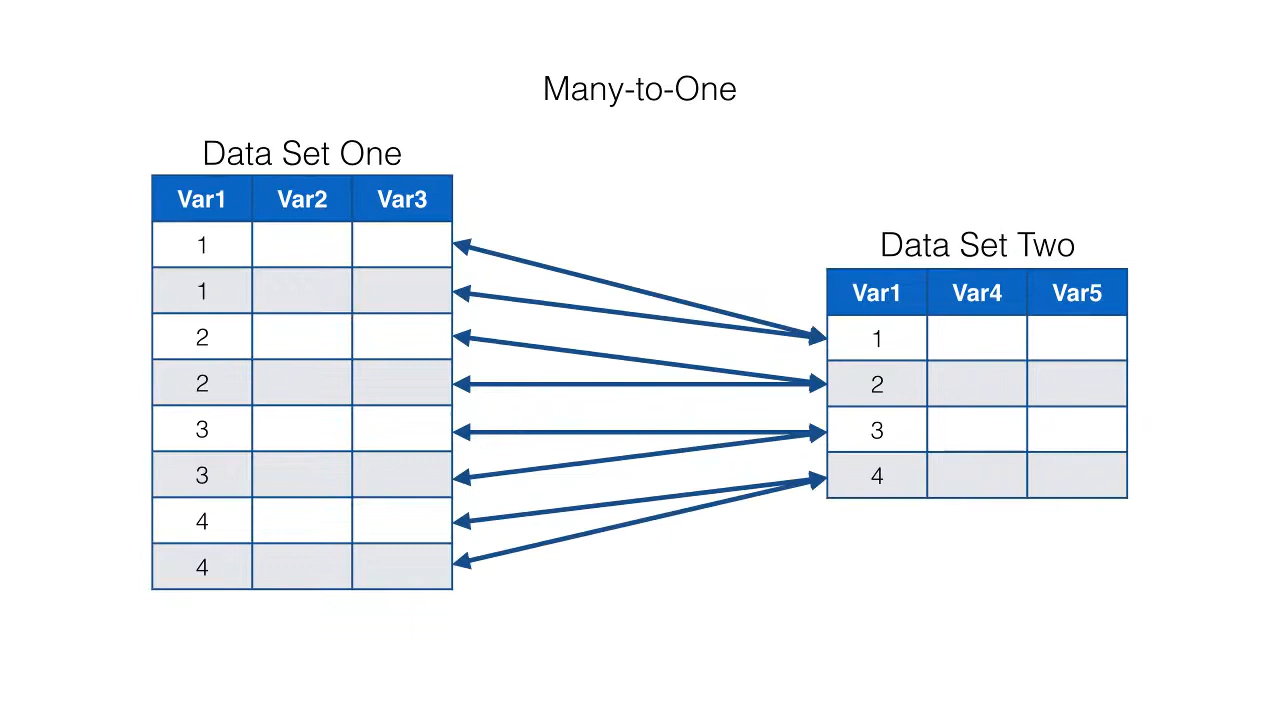 Many-to-One
Data Set One
Var1 Var2 Var3
1
1
2
2
3
3
4
4
Data Set Two
Var1 Var4 Var5
1
2
3
4